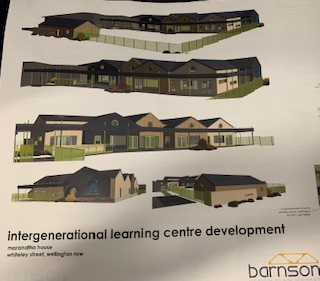 intergenerational learning centre development
maranatha house
whiteley street, wellington nsw
barnson